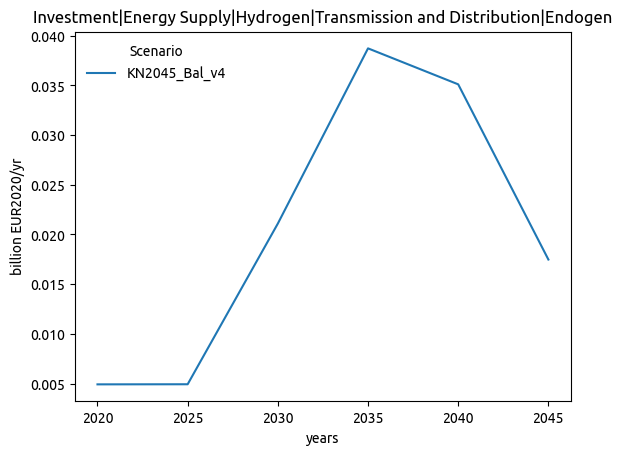 Investment|Energy Supply|Hydrogen|Transmission and Distribution|Endogen
Scenario
KN2045_Bal_v4
billion EUR2020/yr
0.040
0.035
0.030
0.025
0.020
0.015
0.010
0.005
2020 2025 2030 2035 2040 2045
years